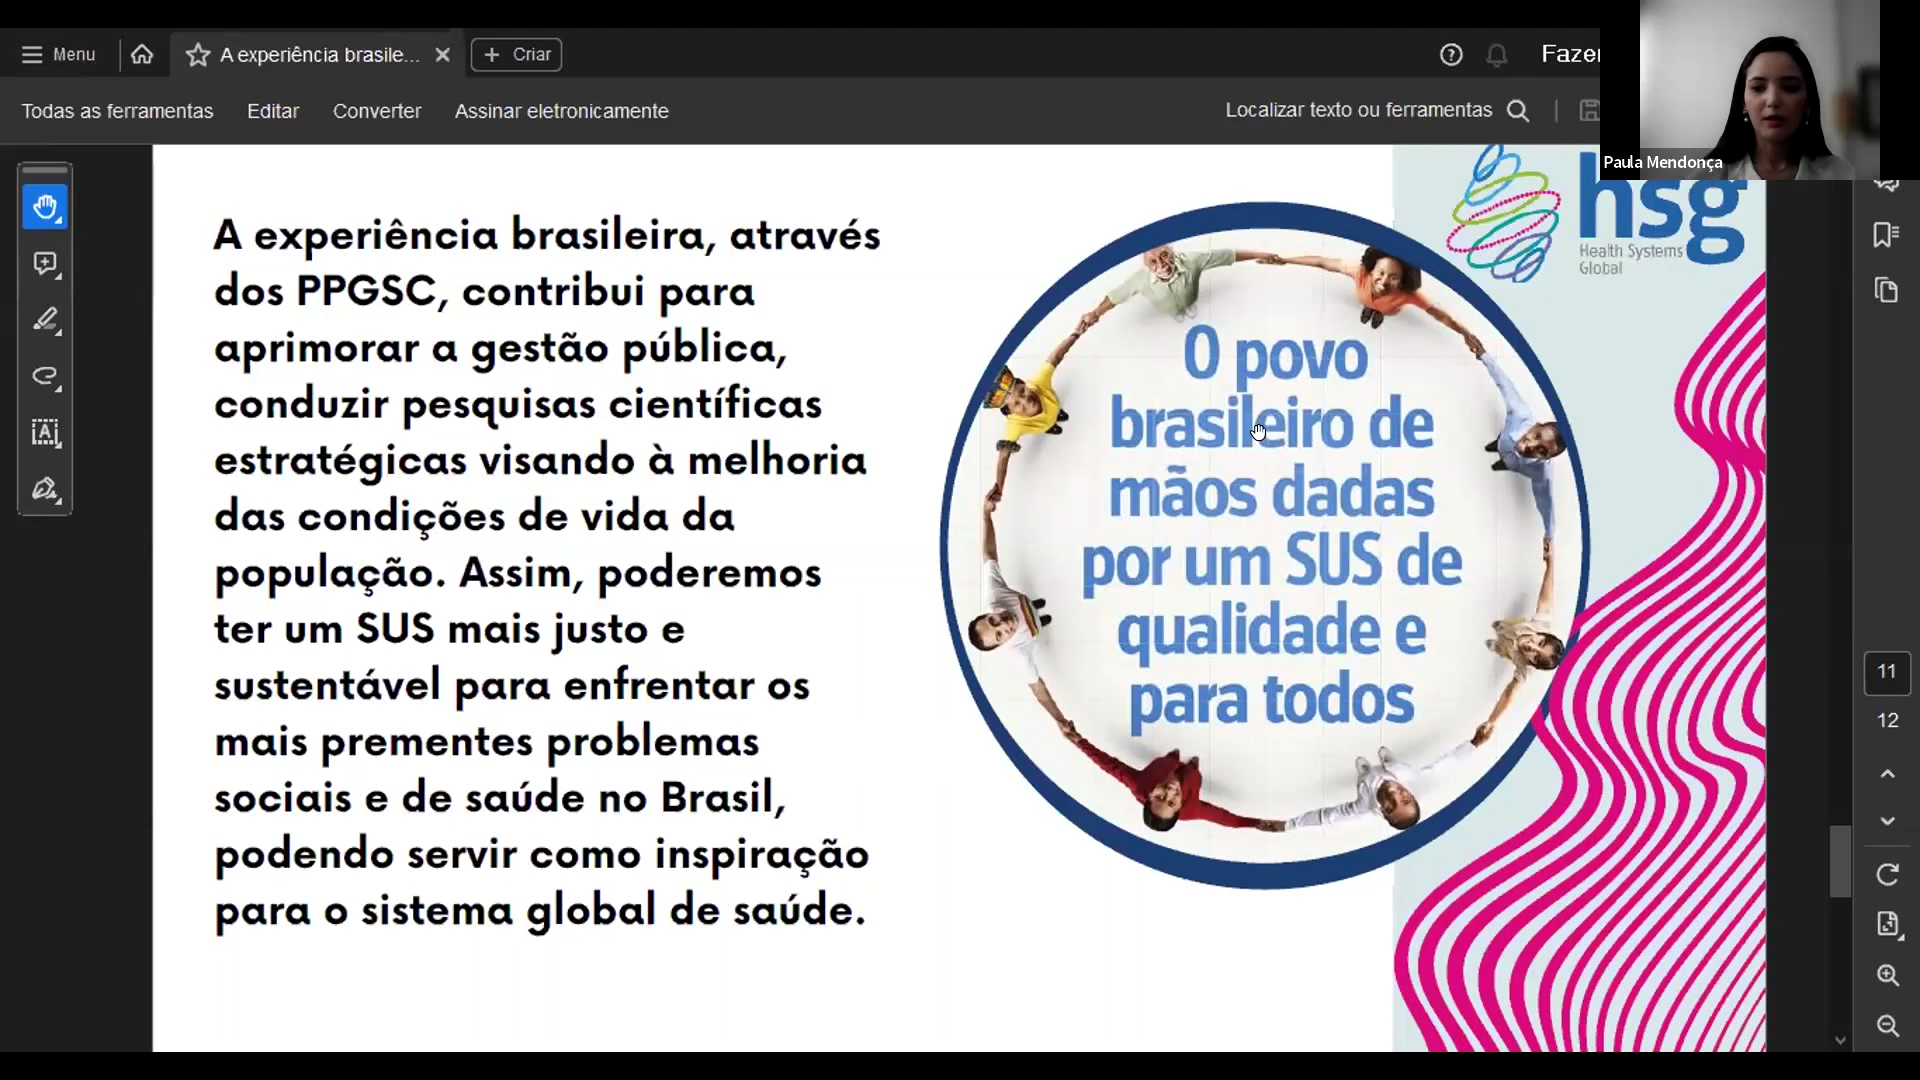 Menu
A experiência brasile...
Criar
Todas as ferramentas
Editar
Converter
Assinar eletronicamente
Localizar texto ou ferramentas
Paula Mendonça
hsg
Health Systems
Global
A experiência brasileira, através
dos PPGSC, contribui para
aprimorar a gestão pública,
conduzir pesquisas científicas
estratégicas visando à melhoria
das condições de vida da
população. Assim, poderemos
ter um SUS mais justo e
sustentável para enfrentar os
mais prementes problemas
sociais e de saúde no Brasil,
podendo servir como inspiração
para o sistema global de saúde.
O povo
brasileiro de
mãos dadas
por um SUS de
qualidade e
para todos
11
12